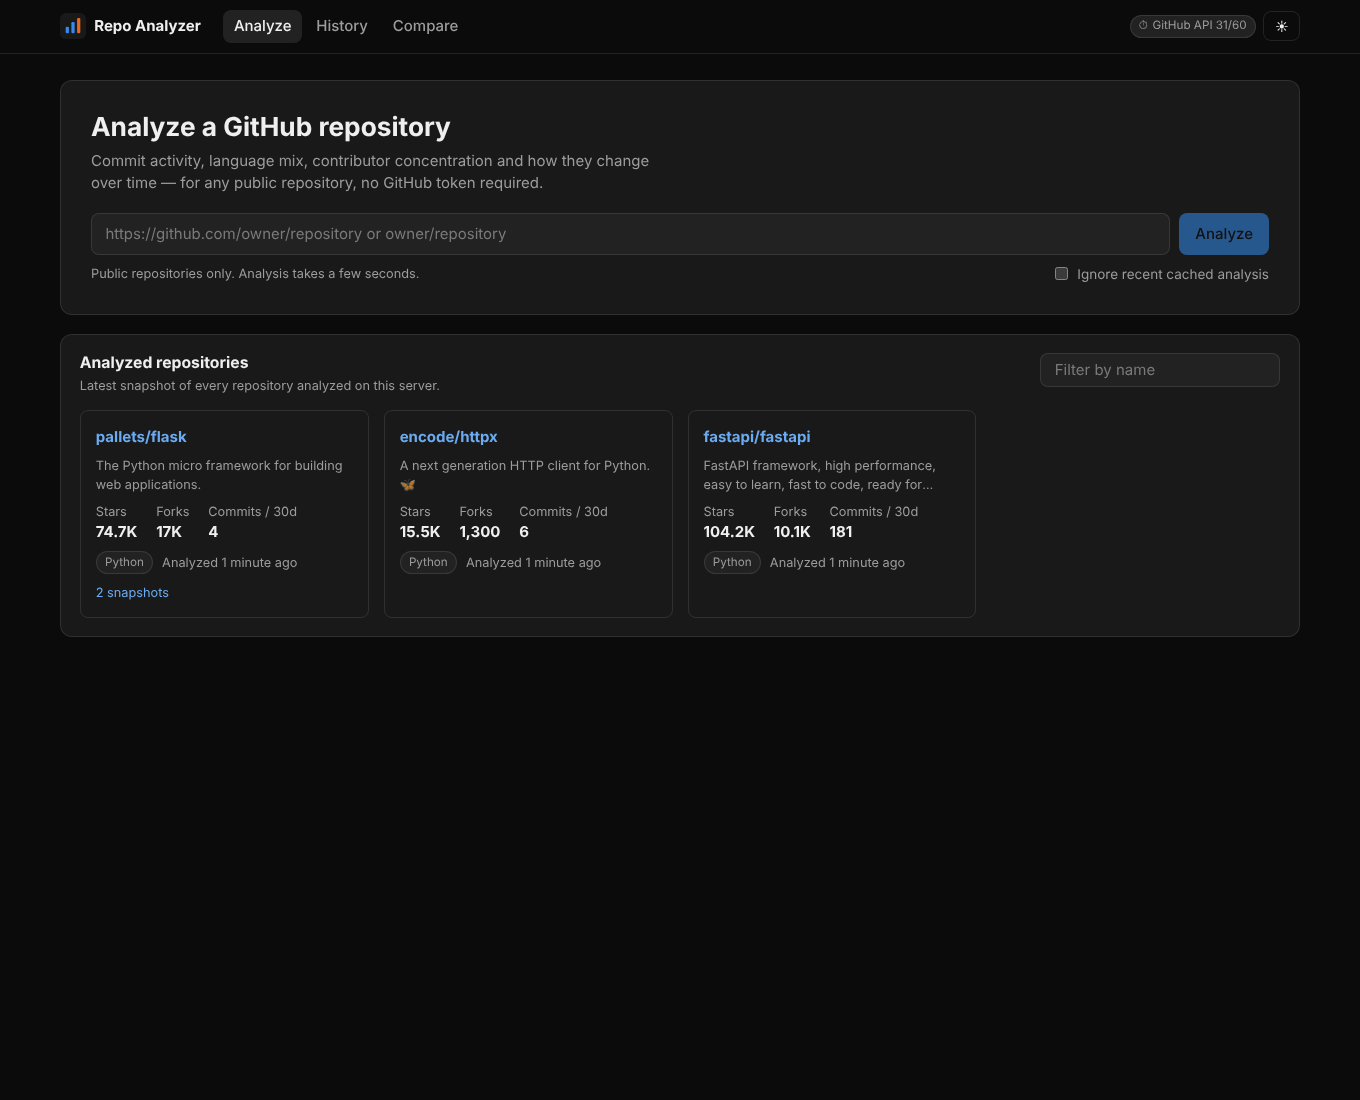 Repo Analyzer
Analyze
History
Compare
GitHub API 31/60
Analyze a GitHub repository
Commit activity, language mix, contributor concentration and how they change
over time — for any public repository, no GitHub token required.
https://github.com/owner/repository or owner/repository
Analyze
Public repositories only. Analysis takes a few seconds.
Ignore recent cached analysis
Analyzed repositories
Latest snapshot of every repository analyzed on this server.
Filter by name
pallets/flask
The Python micro framework for building
web applications.
Stars Forks Commits / 30d
74.7K 17K 4
Python Analyzed 1 minute ago
2 snapshots
encode/httpx
A next generation HTTP client for Python.
🦋
Stars Forks Commits / 30d
15.5K 1,300 6
Python Analyzed 1 minute ago
fastapi/fastapi
FastAPI framework, high performance,
easy to learn, fast to code, ready for…
Stars Forks Commits / 30d
104.2K 10.1K 181
Python Analyzed 1 minute ago